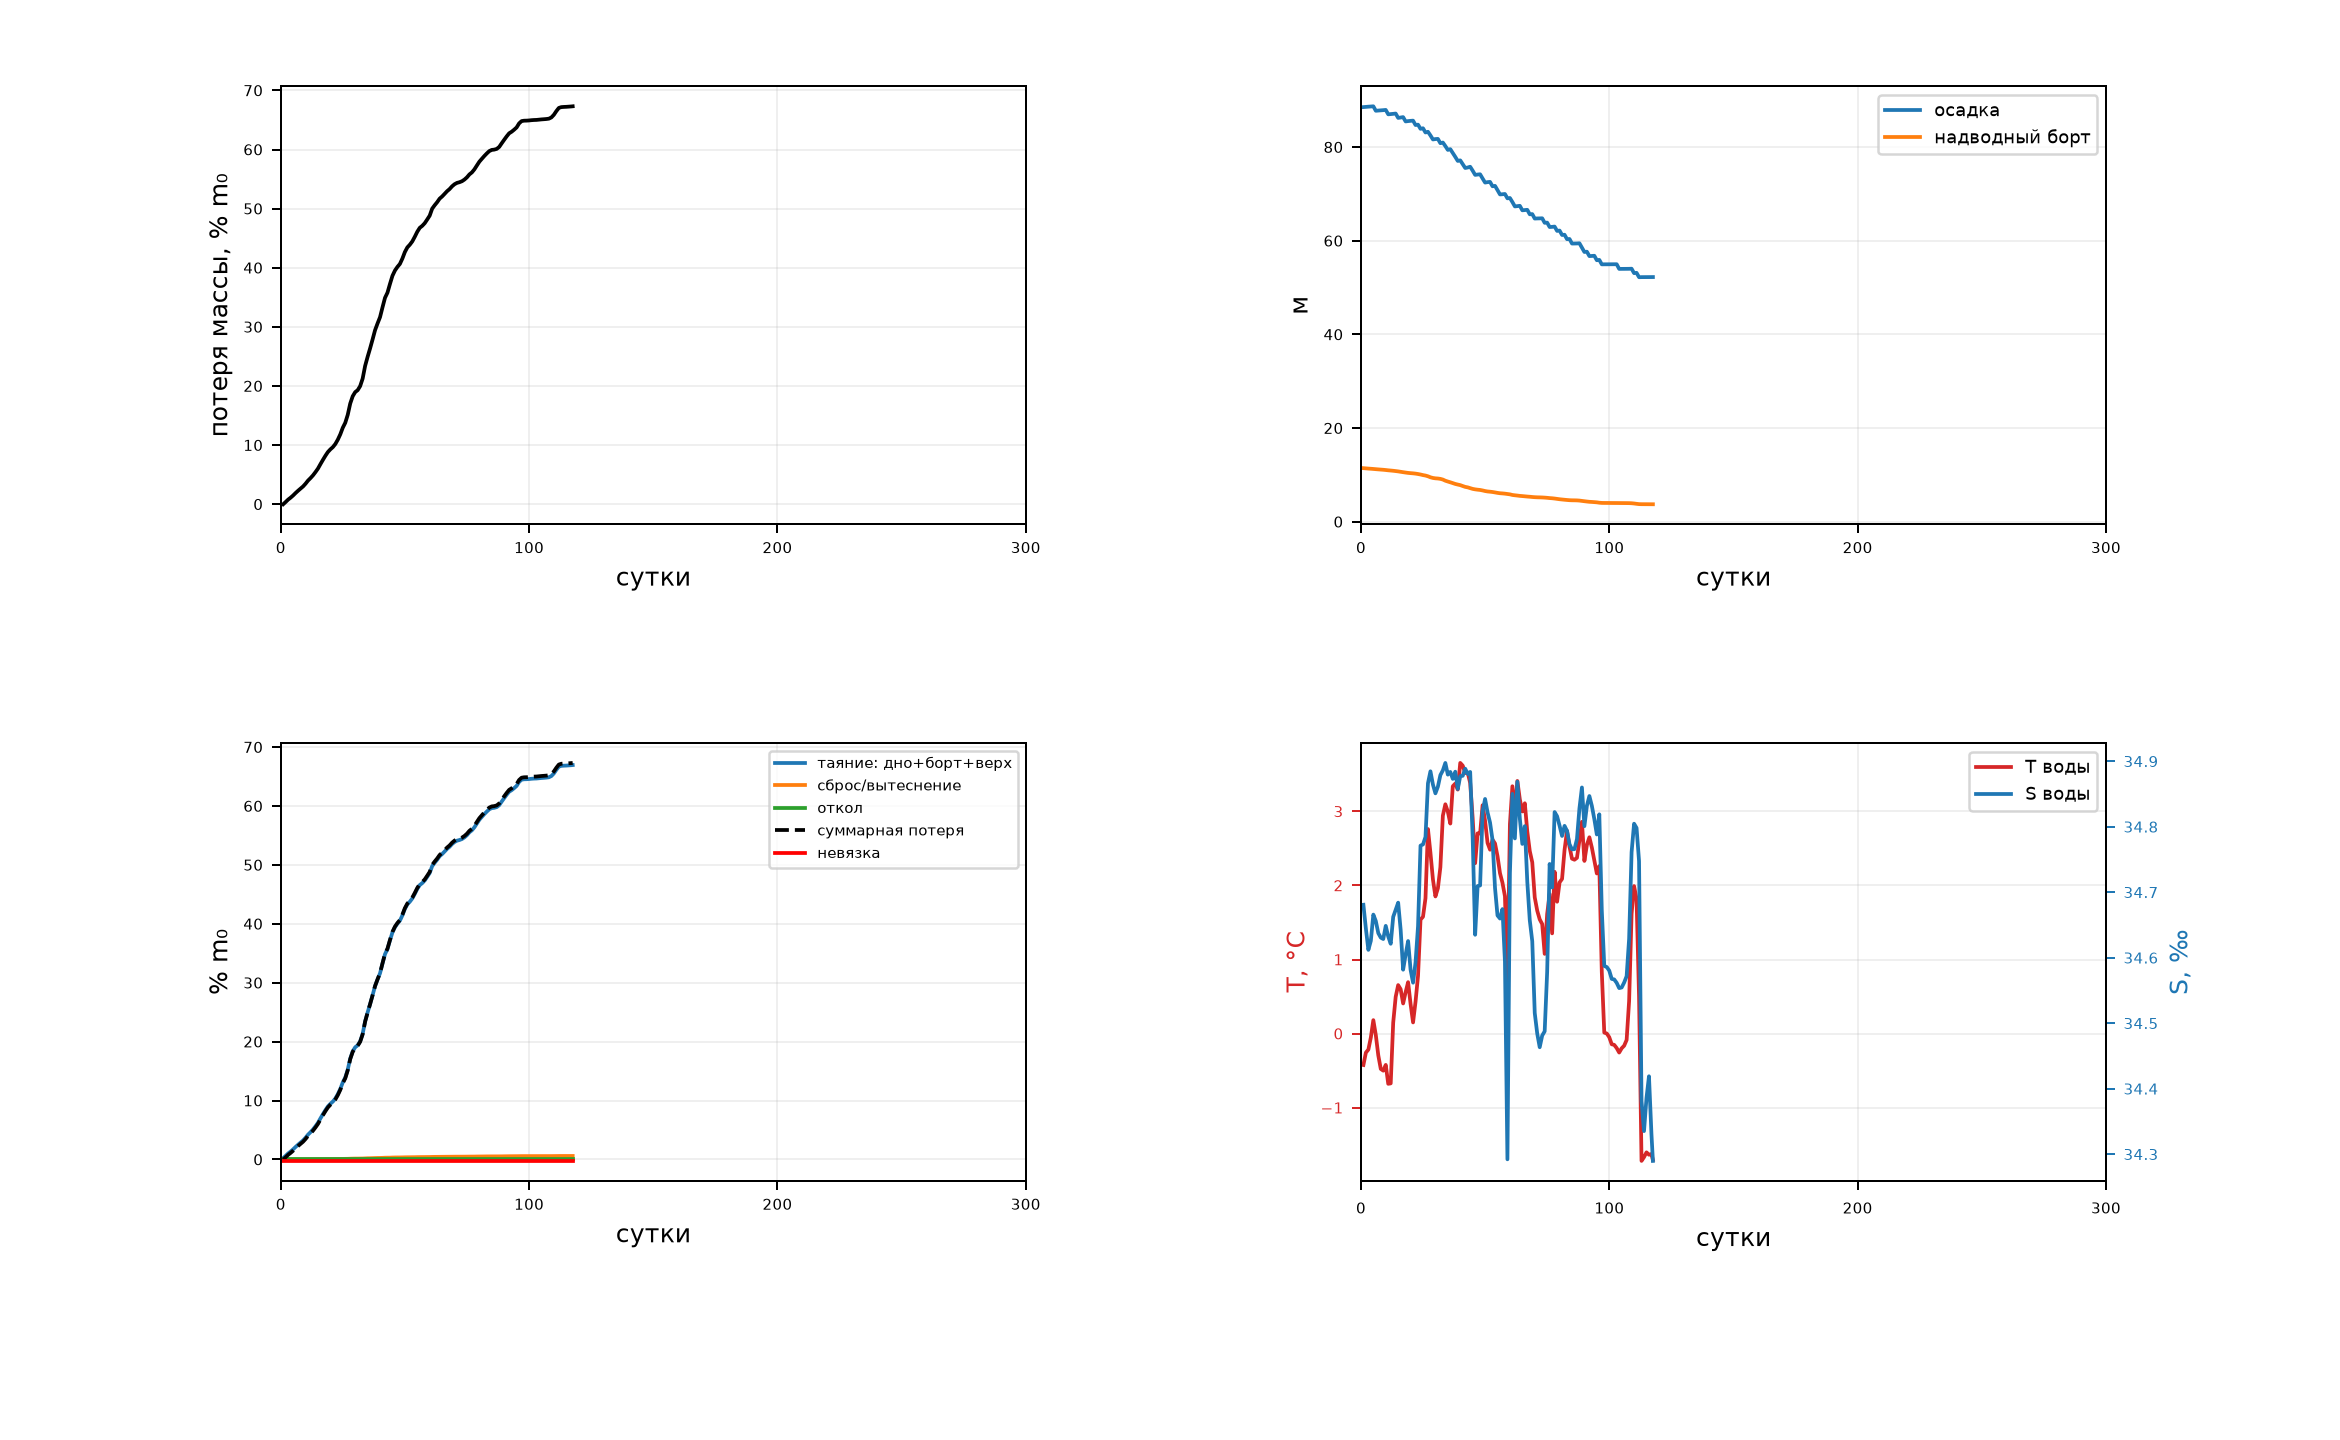 потеря массы, % m₀
70
60
50
40
30
20
10
0
0 100 200 300
сутки
м
80
60
40
20
0
осадка
надводный борт
0 100 200 300
сутки
% m₀
70
60
50
40
30
20
10
0
таяние: дно+борт+верх
сброс/вытеснение
откол
суммарная потеря
невязка
0 100 200 300
сутки
T, °C
3
2
1
0
−1
T воды
S воды
34.9
34.8
34.7
34.6
34.5
34.4
34.3
S, ‰
0 100 200 300
сутки